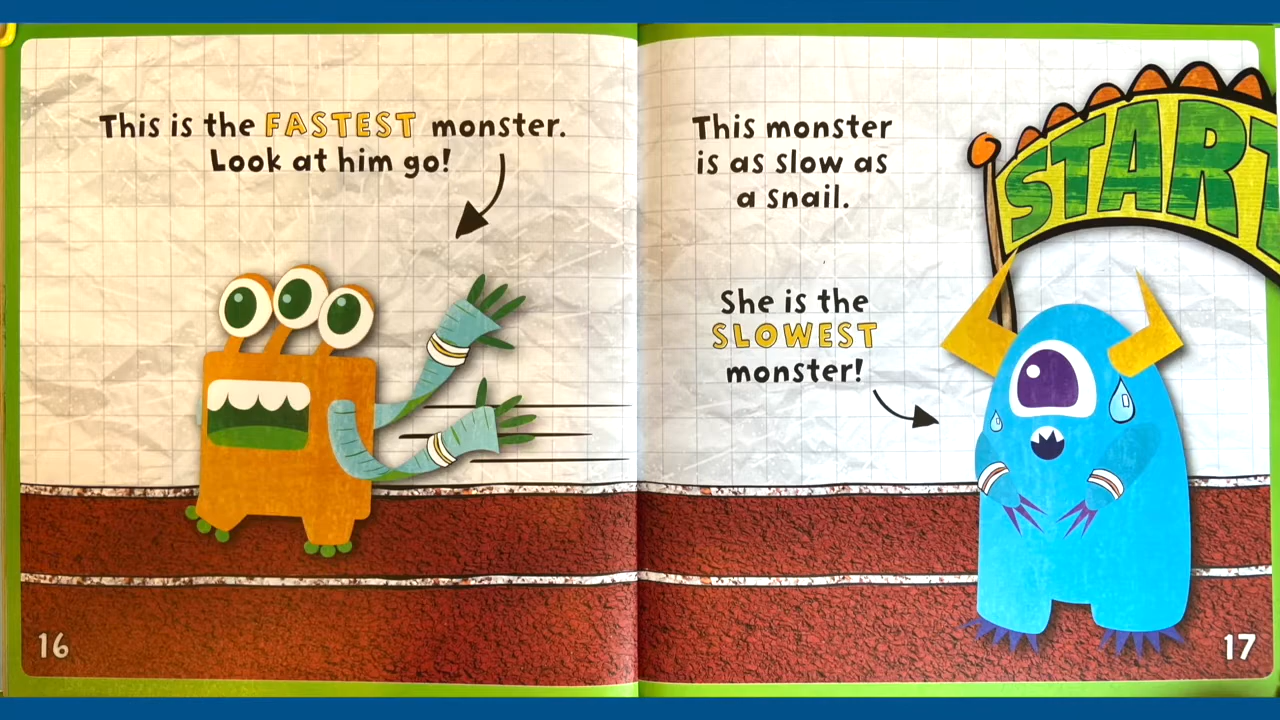 This is the FASTEST monster.
Look at him go!
16
This monster
is as slow as
a snail.
She is the
SLOWEST
monster!
START
17